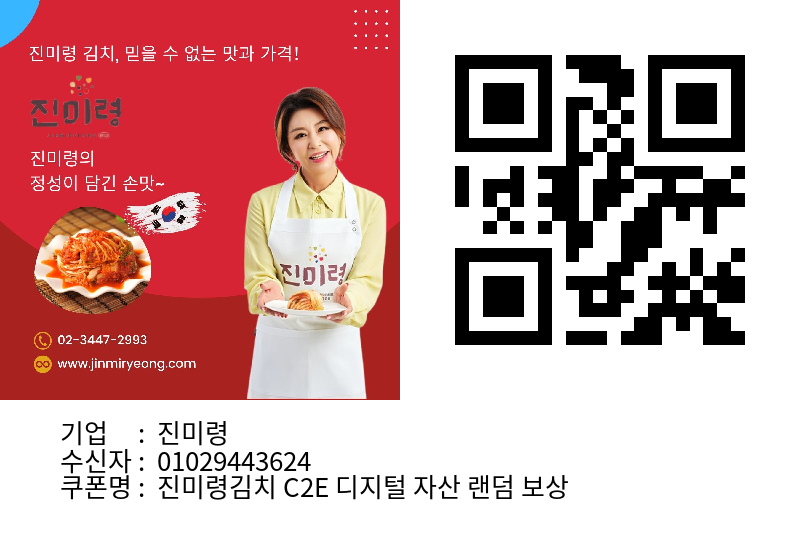 진미령 김치, 믿을 수 없는 맛과 가격!
진미령
진미령의
정성이 담긴 손맛~
진미령
02-3447-2993
www.jinmiryeong.com
기업 : 진미령
수신자 : 01029443624
쿠폰명 : 진미령김치 C2E 디지털 자산 랜덤 보상